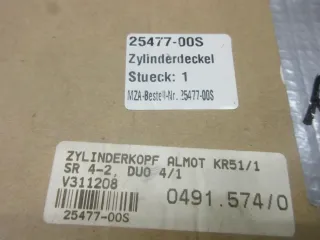 25477-00S
Zylinderdeckel
Stueck: 1
MZA-Bestell-Nr. 25477-00S
ZYLINDERKOPF ALMOT KR51/1
SR 4-2, DUO 4/1
V311208
0491.574/0
25477-00S